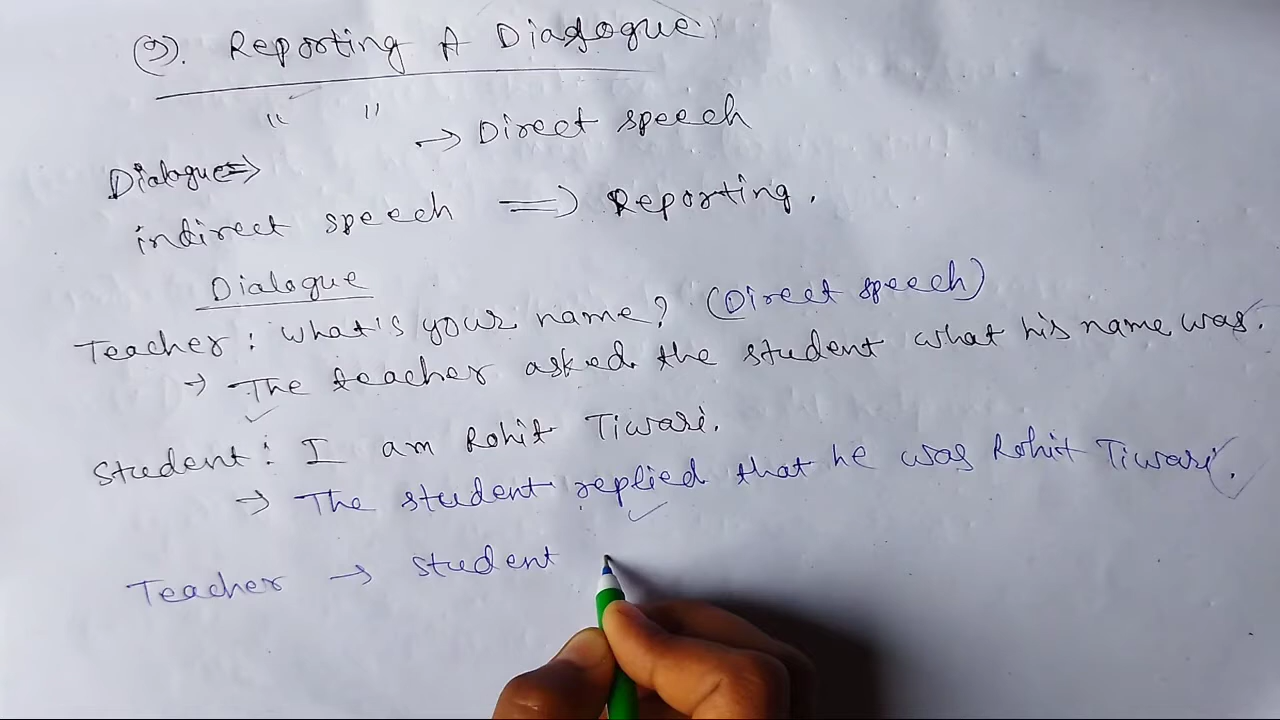 (9). Reporting A Dialogue
" "
→ Direct speech
Dialogue ⇒
indirect speech ⇒ Reporting.
Dialogue
Teacher : What's your name? (Direct speech)
→ The teacher asked the student what his name was.
Student : I am Rohit Tiwari.
→ The student replied that he was Rohit Tiwari.
Teacher → student